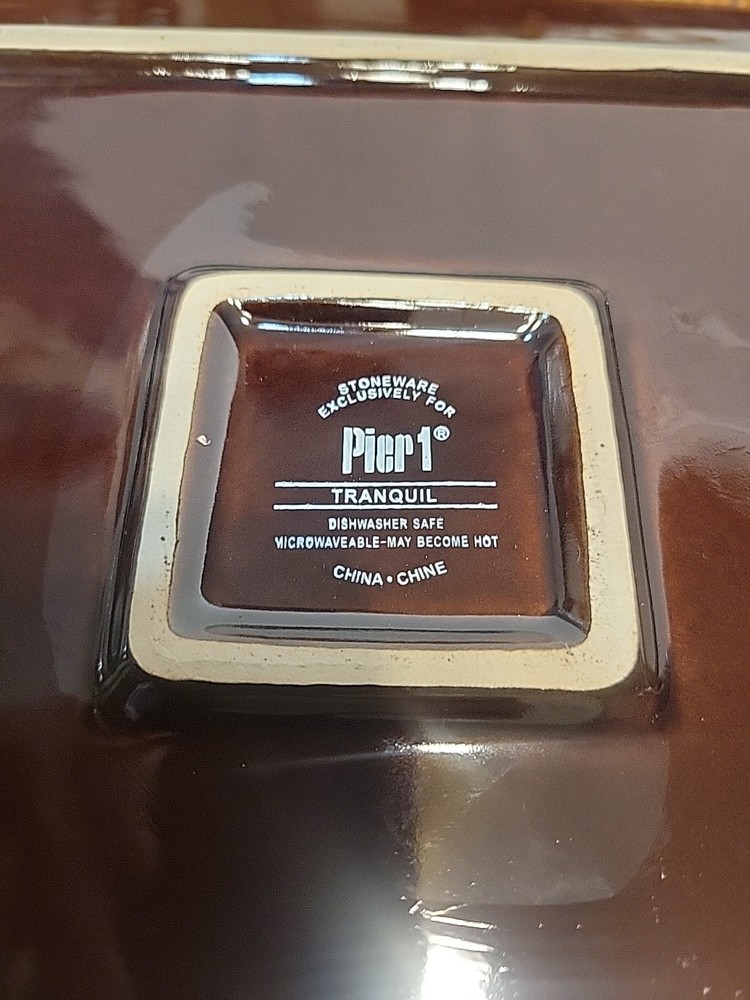 STONEWARE
EXCLUSIVELY FOR
Pier 1®
TRANQUIL
DISHWASHER SAFE
MICROWAVEABLE-MAY BECOME HOT
CHINA • CHINE